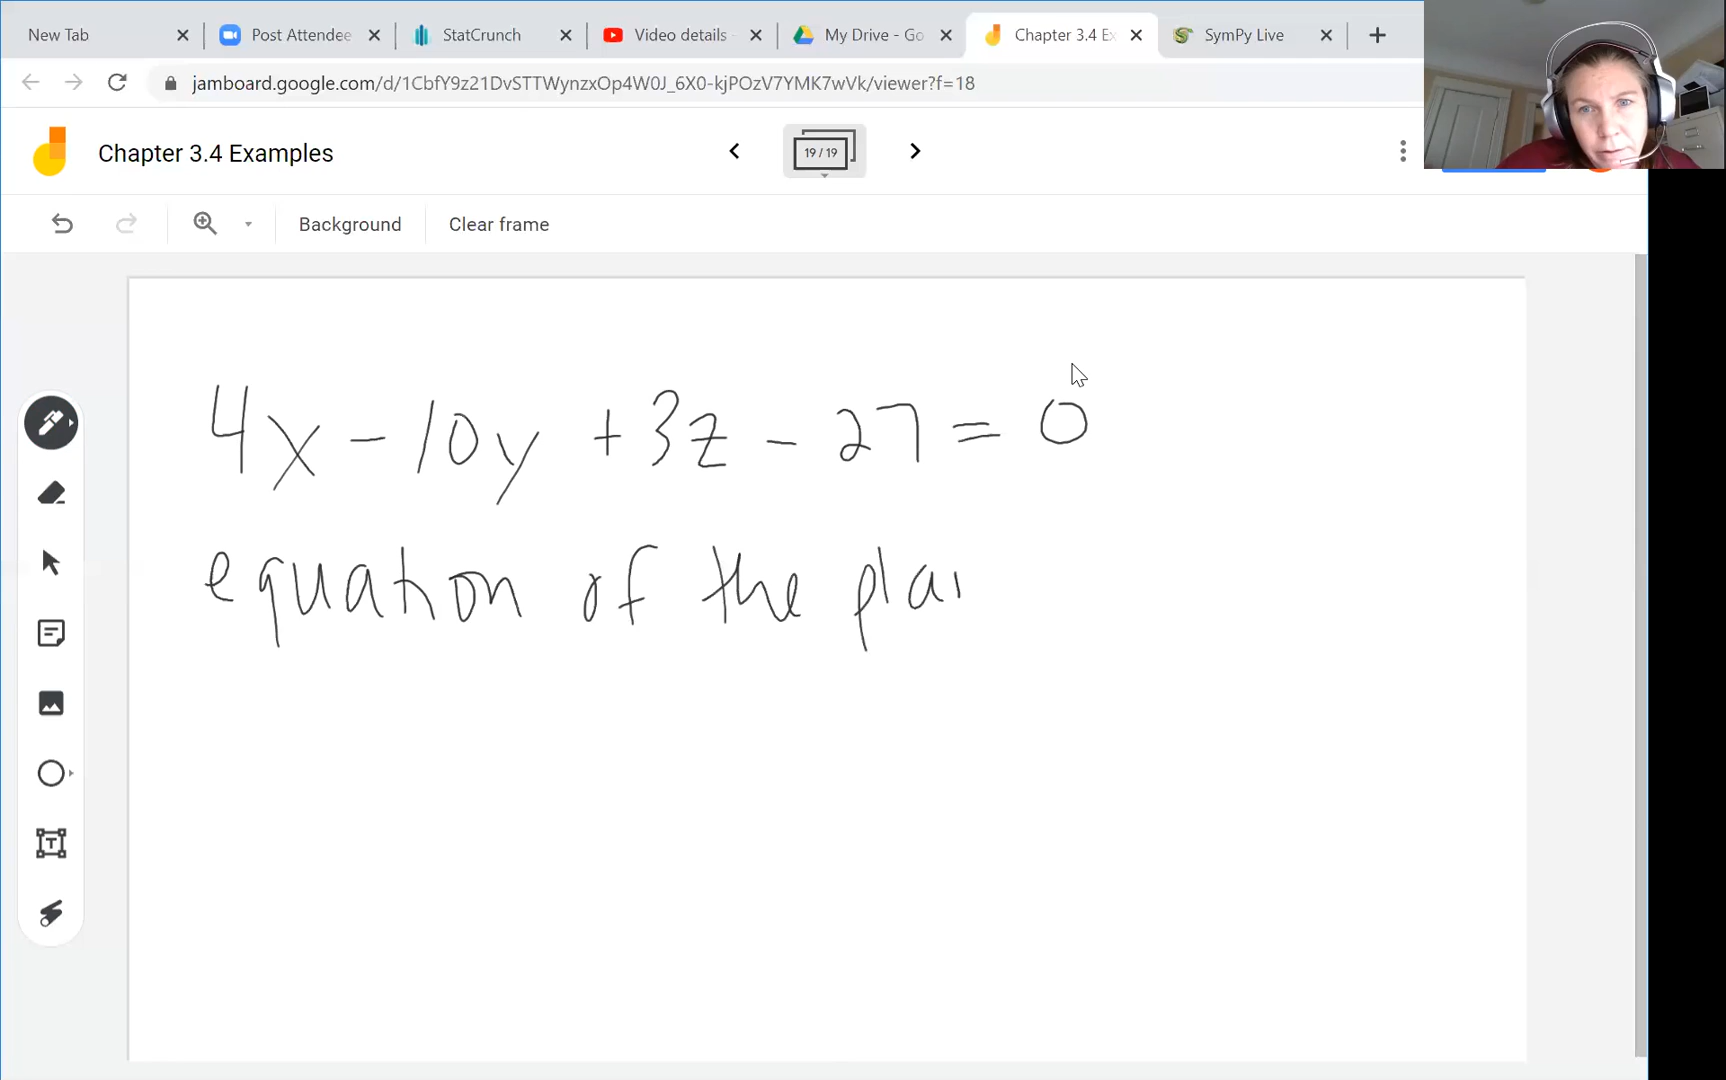 New Tab
Post Attendee
StatCrunch
Video details -
My Drive - Go
Chapter 3.4 Ex
SymPy Live
jamboard.google.com/d/1CbfY9z21DvSTTWynzxOp4W0J_6X0-kjPOzV7YMK7wVk/viewer?f=18
Chapter 3.4 Examples
19 / 19
Background
Clear frame
4x - 10y + 3z - 27 = 0
equation of the plai